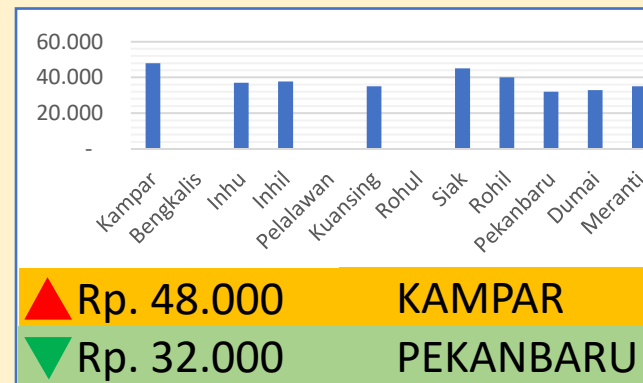 60.000
40.000
20.000
-
Kampar
Bengkalis
Inhu
Inhil
Pelalawan
Kuansing
Rohul
Siak
Rohil
Pekanbaru
Dumai
Meranti
Rp. 48.000 KAMPAR
Rp. 32.000 PEKANBARU